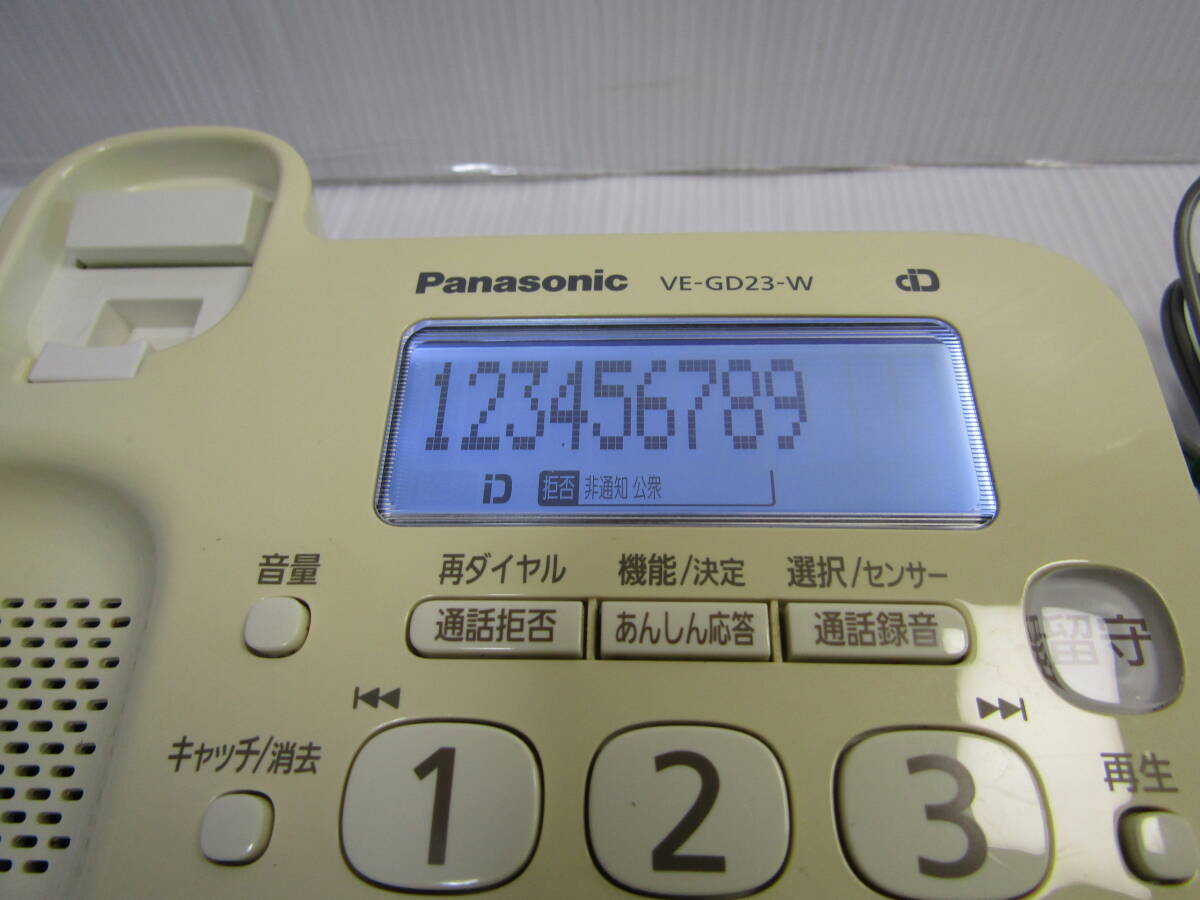 Panasonic VE-GD23-W iD
123456789
iD 拒否 非通知 公衆
音量 再ダイヤル 機能/決定 選択/センサー
通話拒否 あんしん応答 通話録音 留守
キャッチ/消去 1 2 3 再生